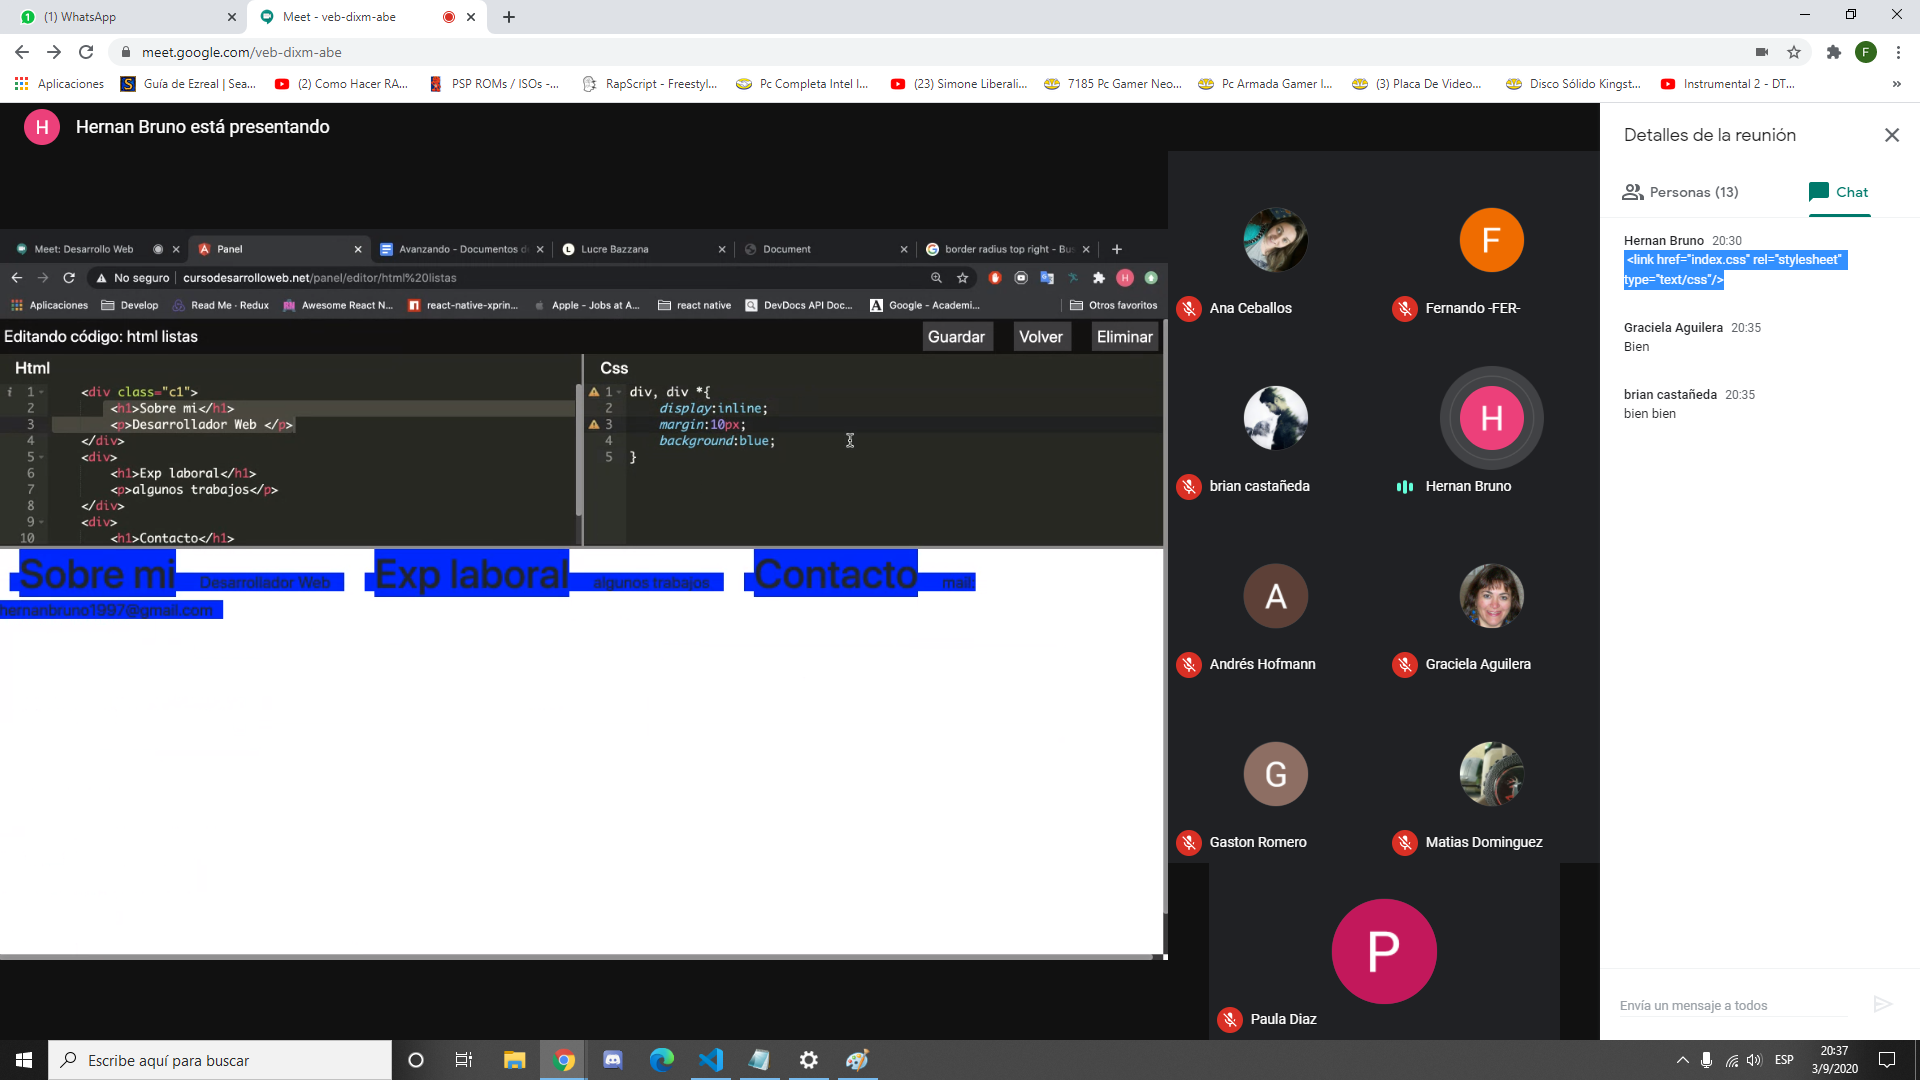 (1) WhatsApp
Meet - veb-dixm-abe
meet.google.com/veb-dixm-abe
F
Aplicaciones
Guía de Ezreal | Sea...
(2) Como Hacer RA...
PSP ROMs / ISOs -...
RapScript - Freestyl...
Pc Completa Intel I...
(23) Simone Liberali...
7185 Pc Gamer Neo...
Pc Armada Gamer I...
(3) Placa De Video...
Disco Sólido Kingst...
Instrumental 2 - DT...
H
Hernan Bruno está presentando
Meet: Desarrollo Web
Panel
Avanzando - Documentos d
Lucre Bazzana
Document
border radius top right - Bus
No seguro
cursodesarrolloweb.net/panel/editor/html%20listas
H
Aplicaciones
Develop
Read Me · Redux
Awesome React N...
react-native-xprin...
Apple - Jobs at A...
react native
DevDocs API Doc...
Google - Academi...
Otros favoritos
Editando código: html listas
Guardar
Volver
Eliminar
Html
1 <div class="c1">
2 <h1>Sobre mi</h1>
3 <p>Desarrollador Web </p>
4 </div>
5 <div>
6 <h1>Exp laboral</h1>
7 <p>algunos trabajos</p>
8 </div>
9 <div>
10 <h1>Contacto</h1>
Css
1 div, div *{
2 display:inline;
3 margin:10px;
4 background:blue;
5 }
Sobre mi Desarrollador Web Exp laboral algunos trabajos Contacto mail:
hernanbruno1997@gmail.com
Ana Ceballos
F
Fernando -FER-
brian castañeda
H
Hernan Bruno
A
Andrés Hofmann
Graciela Aguilera
G
Gaston Romero
Matias Dominguez
P
Paula Diaz
Detalles de la reunión
Personas (13)
Chat
Hernan Bruno 20:30
<link href="index.css" rel="stylesheet"
type="text/css"/>
Graciela Aguilera 20:35
Bien
brian castañeda 20:35
bien bien
Envía un mensaje a todos
Escribe aquí para buscar
ESP
20:37
3/9/2020